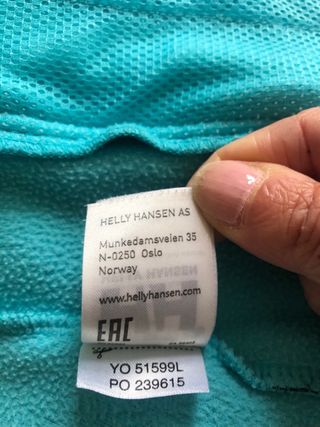 HELLY HANSEN AS
Munkedamsveien 35
N-0250 Oslo
Norway
www.hellyhansen.com
EAC
YO 51599L
PO 239615